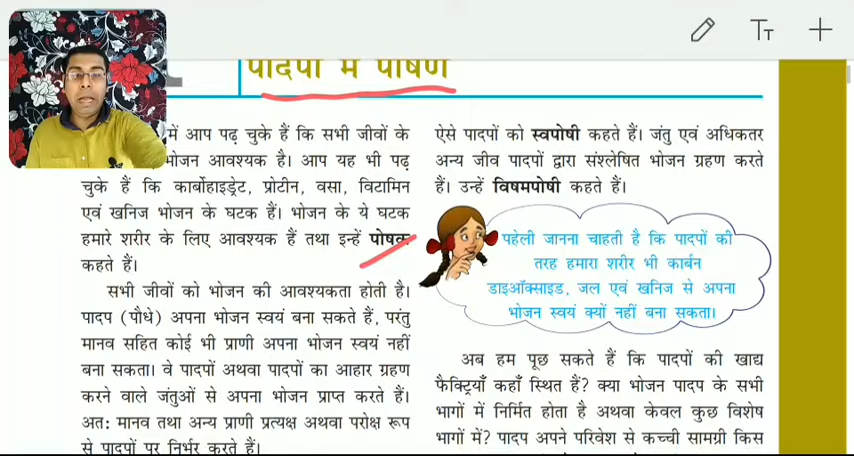 पादपों में पोषण
में आप पढ़ चुके हैं कि सभी जीवों के
भोजन आवश्यक है। आप यह भी पढ़
चुके हैं कि कार्बोहाइड्रेट, प्रोटीन, वसा, विटामिन
एवं खनिज भोजन के घटक हैं। भोजन के ये घटक
हमारे शरीर के लिए आवश्यक हैं तथा इन्हें पोषक
कहते हैं।
सभी जीवों को भोजन की आवश्यकता होती है।
पादप (पौधे) अपना भोजन स्वयं बना सकते हैं, परंतु
मानव सहित कोई भी प्राणी अपना भोजन स्वयं नहीं
बना सकता। वे पादपों अथवा पादपों का आहार ग्रहण
करने वाले जंतुओं से अपना भोजन प्राप्त करते हैं।
अतः मानव तथा अन्य प्राणी प्रत्यक्ष अथवा परोक्ष रूप
से पादपों पर निर्भर करते हैं।
ऐसे पादपों को स्वपोषी कहते हैं। जंतु एवं अधिकतर
अन्य जीव पादपों द्वारा संश्लेषित भोजन ग्रहण करते
हैं। उन्हें विषमपोषी कहते हैं।
पहेली जानना चाहती है कि पादपों की
तरह हमारा शरीर भी कार्बन
डाइऑक्साइड, जल एवं खनिज से अपना
भोजन स्वयं क्यों नहीं बना सकता।
अब हम पूछ सकते हैं कि पादपों की खाद्य
फैक्ट्रियाँ कहाँ स्थित हैं? क्या भोजन पादप के सभी
भागों में निर्मित होता है अथवा केवल कुछ विशेष
भागों में? पादप अपने परिवेश से कच्ची सामग्री किस